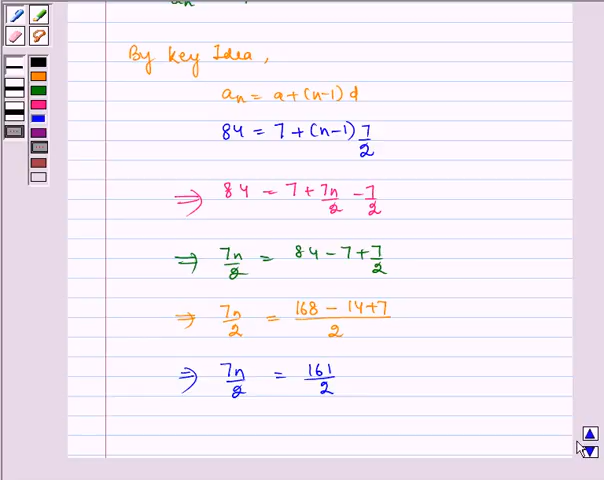 aₙ
By Key Idea,
aₙ = a + (n-1) d
84 = 7 + (n-1) 7/2
⇒ 84 = 7 + 7n/2 - 7/2
⇒ 7n/2 = 84 - 7 + 7/2
⇒ 7n/2 = (168 - 14 + 7)/2
⇒ 7n/2 = 161/2